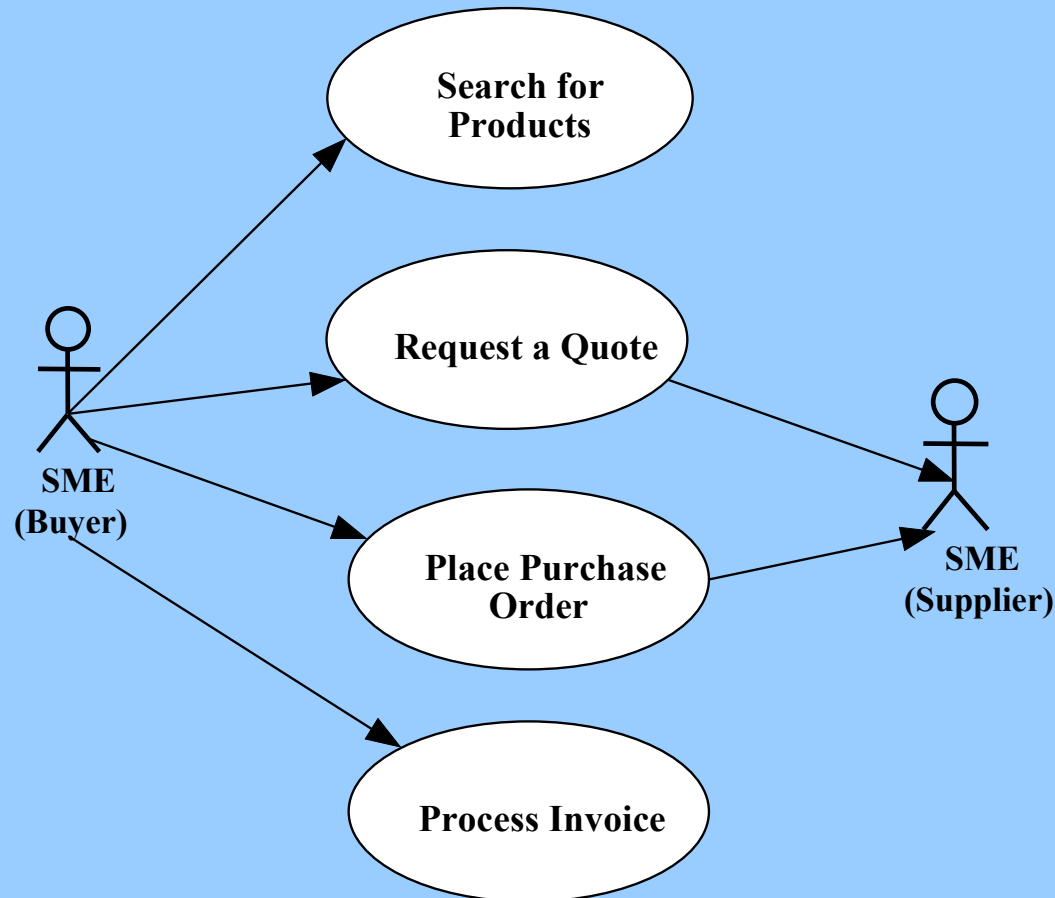 Search for
Products
Request a Quote
SME
(Buyer)
Place Purchase
Order
SME
(Supplier)
Process Invoice